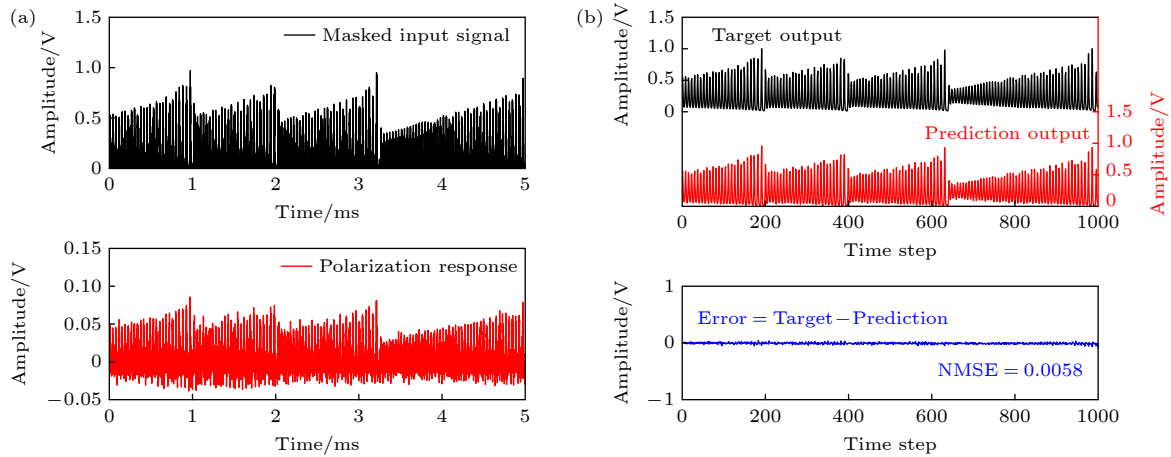 (a)
1.5
1.0
0.5
0
Amplitude/V
Masked input signal
0 1 2 3 4 5
Time/ms
0.15
0.10
0.05
0
−0.05
Amplitude/V
Polarization response
0 1 2 3 4 5
Time/ms
(b)
1.5
1.0
0.5
0
Amplitude/V
Target output
1.5
1.0
0.5
0
Amplitude/V
Prediction output
0 200 400 600 800 1000
Time step
1
0
−1
Amplitude/V
Error = Target−Prediction
NMSE = 0.0058
0 200 400 600 800 1000
Time step